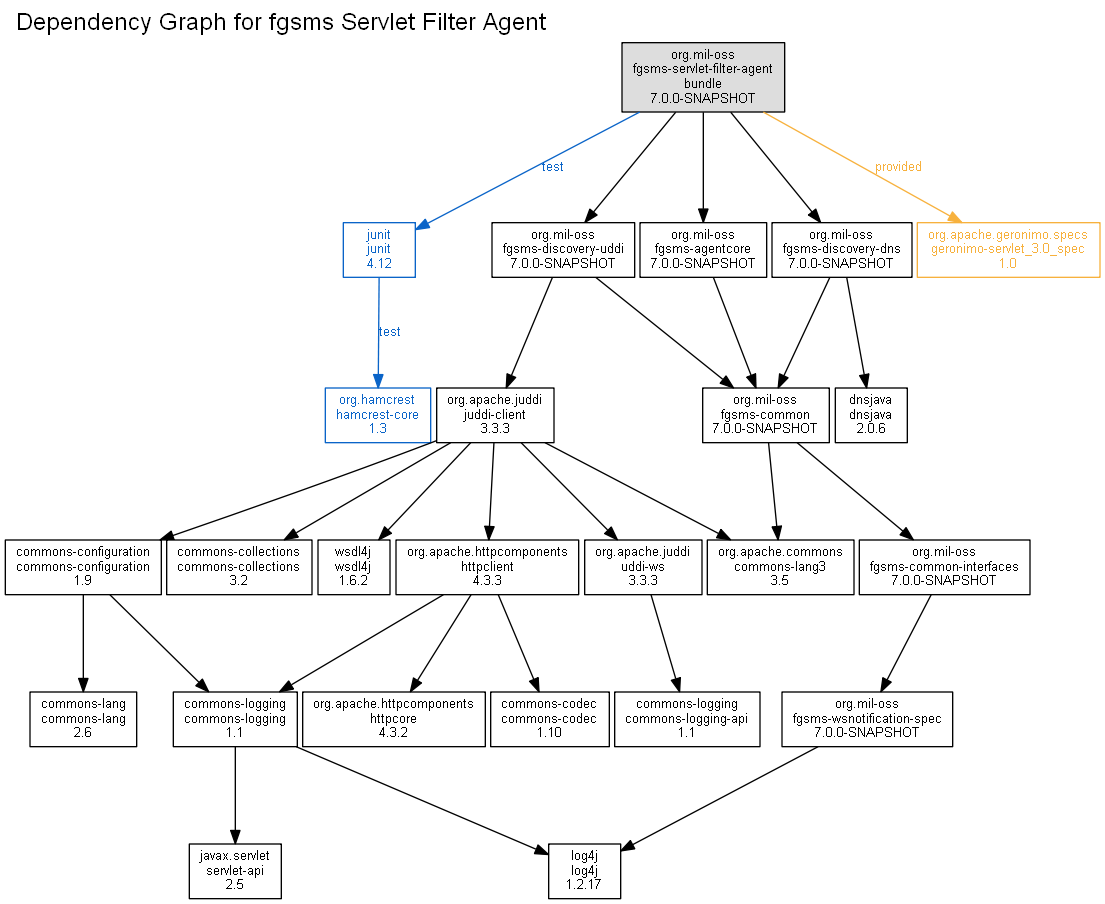 Dependency Graph for fgsms Servlet Filter Agent
org.mil-oss
fgsms-servlet-filter-agent
bundle
7.0.0-SNAPSHOT
test
provided
junit
junit
4.12
org.mil-oss
fgsms-discovery-uddi
7.0.0-SNAPSHOT
org.mil-oss
fgsms-agentcore
7.0.0-SNAPSHOT
org.mil-oss
fgsms-discovery-dns
7.0.0-SNAPSHOT
org.apache.geronimo.specs
geronimo-servlet_3.0_spec
1.0
test
org.hamcrest
hamcrest-core
1.3
org.apache.juddi
juddi-client
3.3.3
org.mil-oss
fgsms-common
7.0.0-SNAPSHOT
dnsjava
dnsjava
2.0.6
commons-configuration
commons-configuration
1.9
commons-collections
commons-collections
3.2
wsdl4j
wsdl4j
1.6.2
org.apache.httpcomponents
httpclient
4.3.3
org.apache.juddi
uddi-ws
3.3.3
org.apache.commons
commons-lang3
3.5
org.mil-oss
fgsms-common-interfaces
7.0.0-SNAPSHOT
commons-lang
commons-lang
2.6
commons-logging
commons-logging
1.1
org.apache.httpcomponents
httpcore
4.3.2
commons-codec
commons-codec
1.10
commons-logging
commons-logging-api
1.1
org.mil-oss
fgsms-wsnotification-spec
7.0.0-SNAPSHOT
javax.servlet
servlet-api
2.5
log4j
log4j
1.2.17